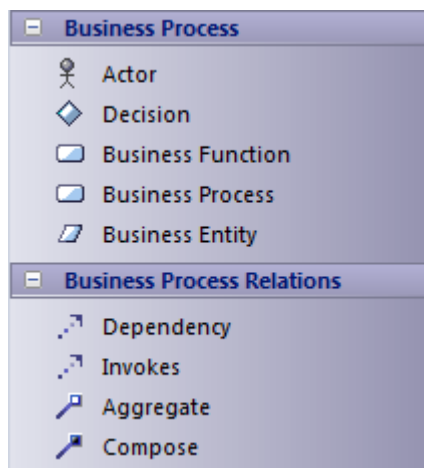 Business Process
Actor
Decision
Business Function
Business Process
Business Entity
Business Process Relations
Dependency
Invokes
Aggregate
Compose